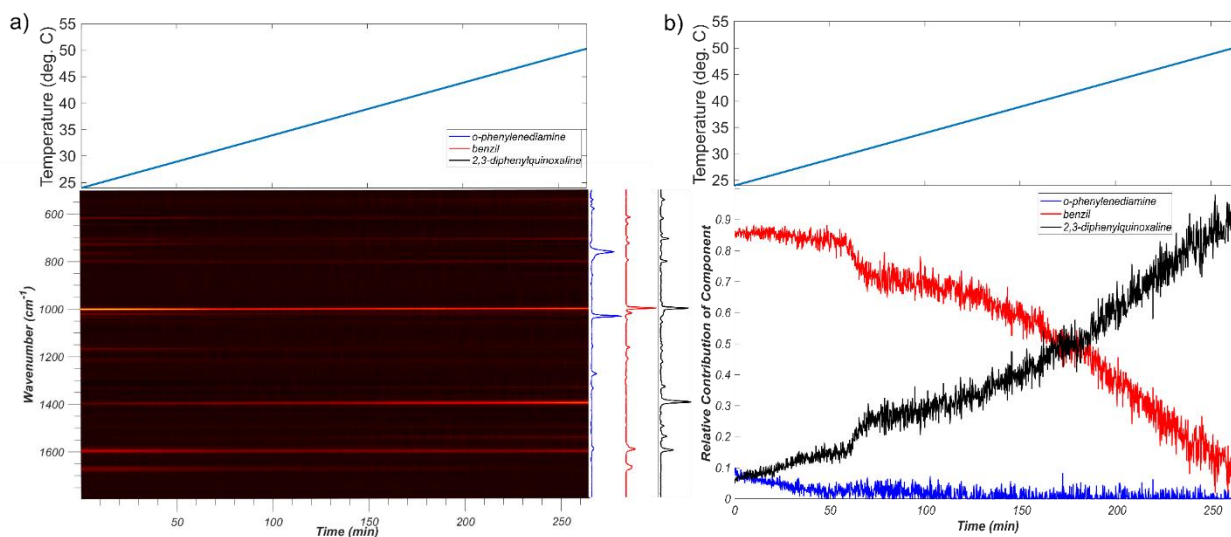 a)
Temperature (deg. C)
55
50
45
40
35
30
25
o-phenylenediamine
benzil
2,3-diphenylquinoxaline
Wavenumber (cm-1)
600
800
1000
1200
1400
1600
50
100
150
200
250
Time (min)
b)
Temperature (deg. C)
55
50
45
40
35
30
25
o-phenylenediamine
benzil
2,3-diphenylquinoxaline
Relative Contribution of Component
0.9
0.8
0.7
0.6
0.5
0.4
0.3
0.2
0.1
0
0
50
100
150
200
250
Time (min)